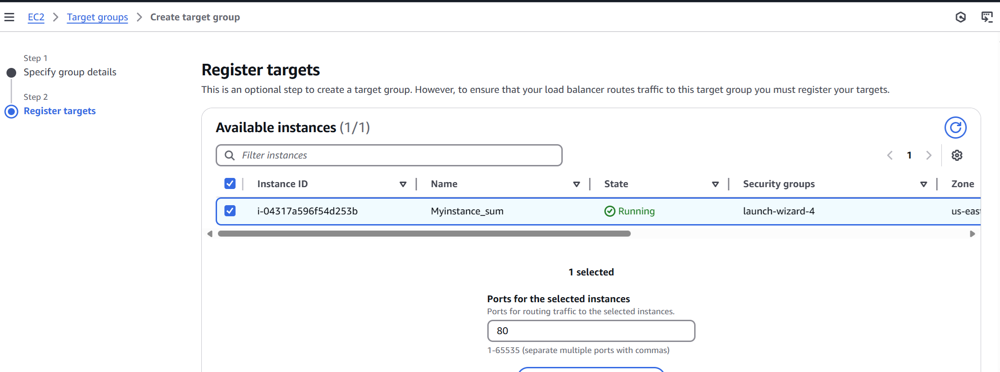 EC2 > Target groups > Create target group
Step 1
Specify group details
Step 2
Register targets
Register targets
This is an optional step to create a target group. However, to ensure that your load balancer routes traffic to this target group you must register your targets.
Available instances (1/1)
Filter instances
1
Instance ID Name State Security groups Zone
i-04317a596f54d253b Myinstance_sum Running launch-wizard-4 us-east
1 selected
Ports for the selected instances
Ports for routing traffic to the selected instances.
80
1-65535 (separate multiple ports with commas)